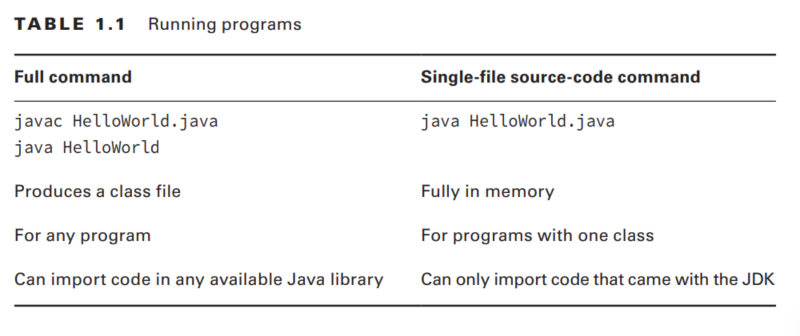 TABLE 1.1 Running programs
Full command Single-file source-code command
javac HelloWorld.java java HelloWorld.java
java HelloWorld
Produces a class file Fully in memory
For any program For programs with one class
Can import code in any available Java library Can only import code that came with the JDK